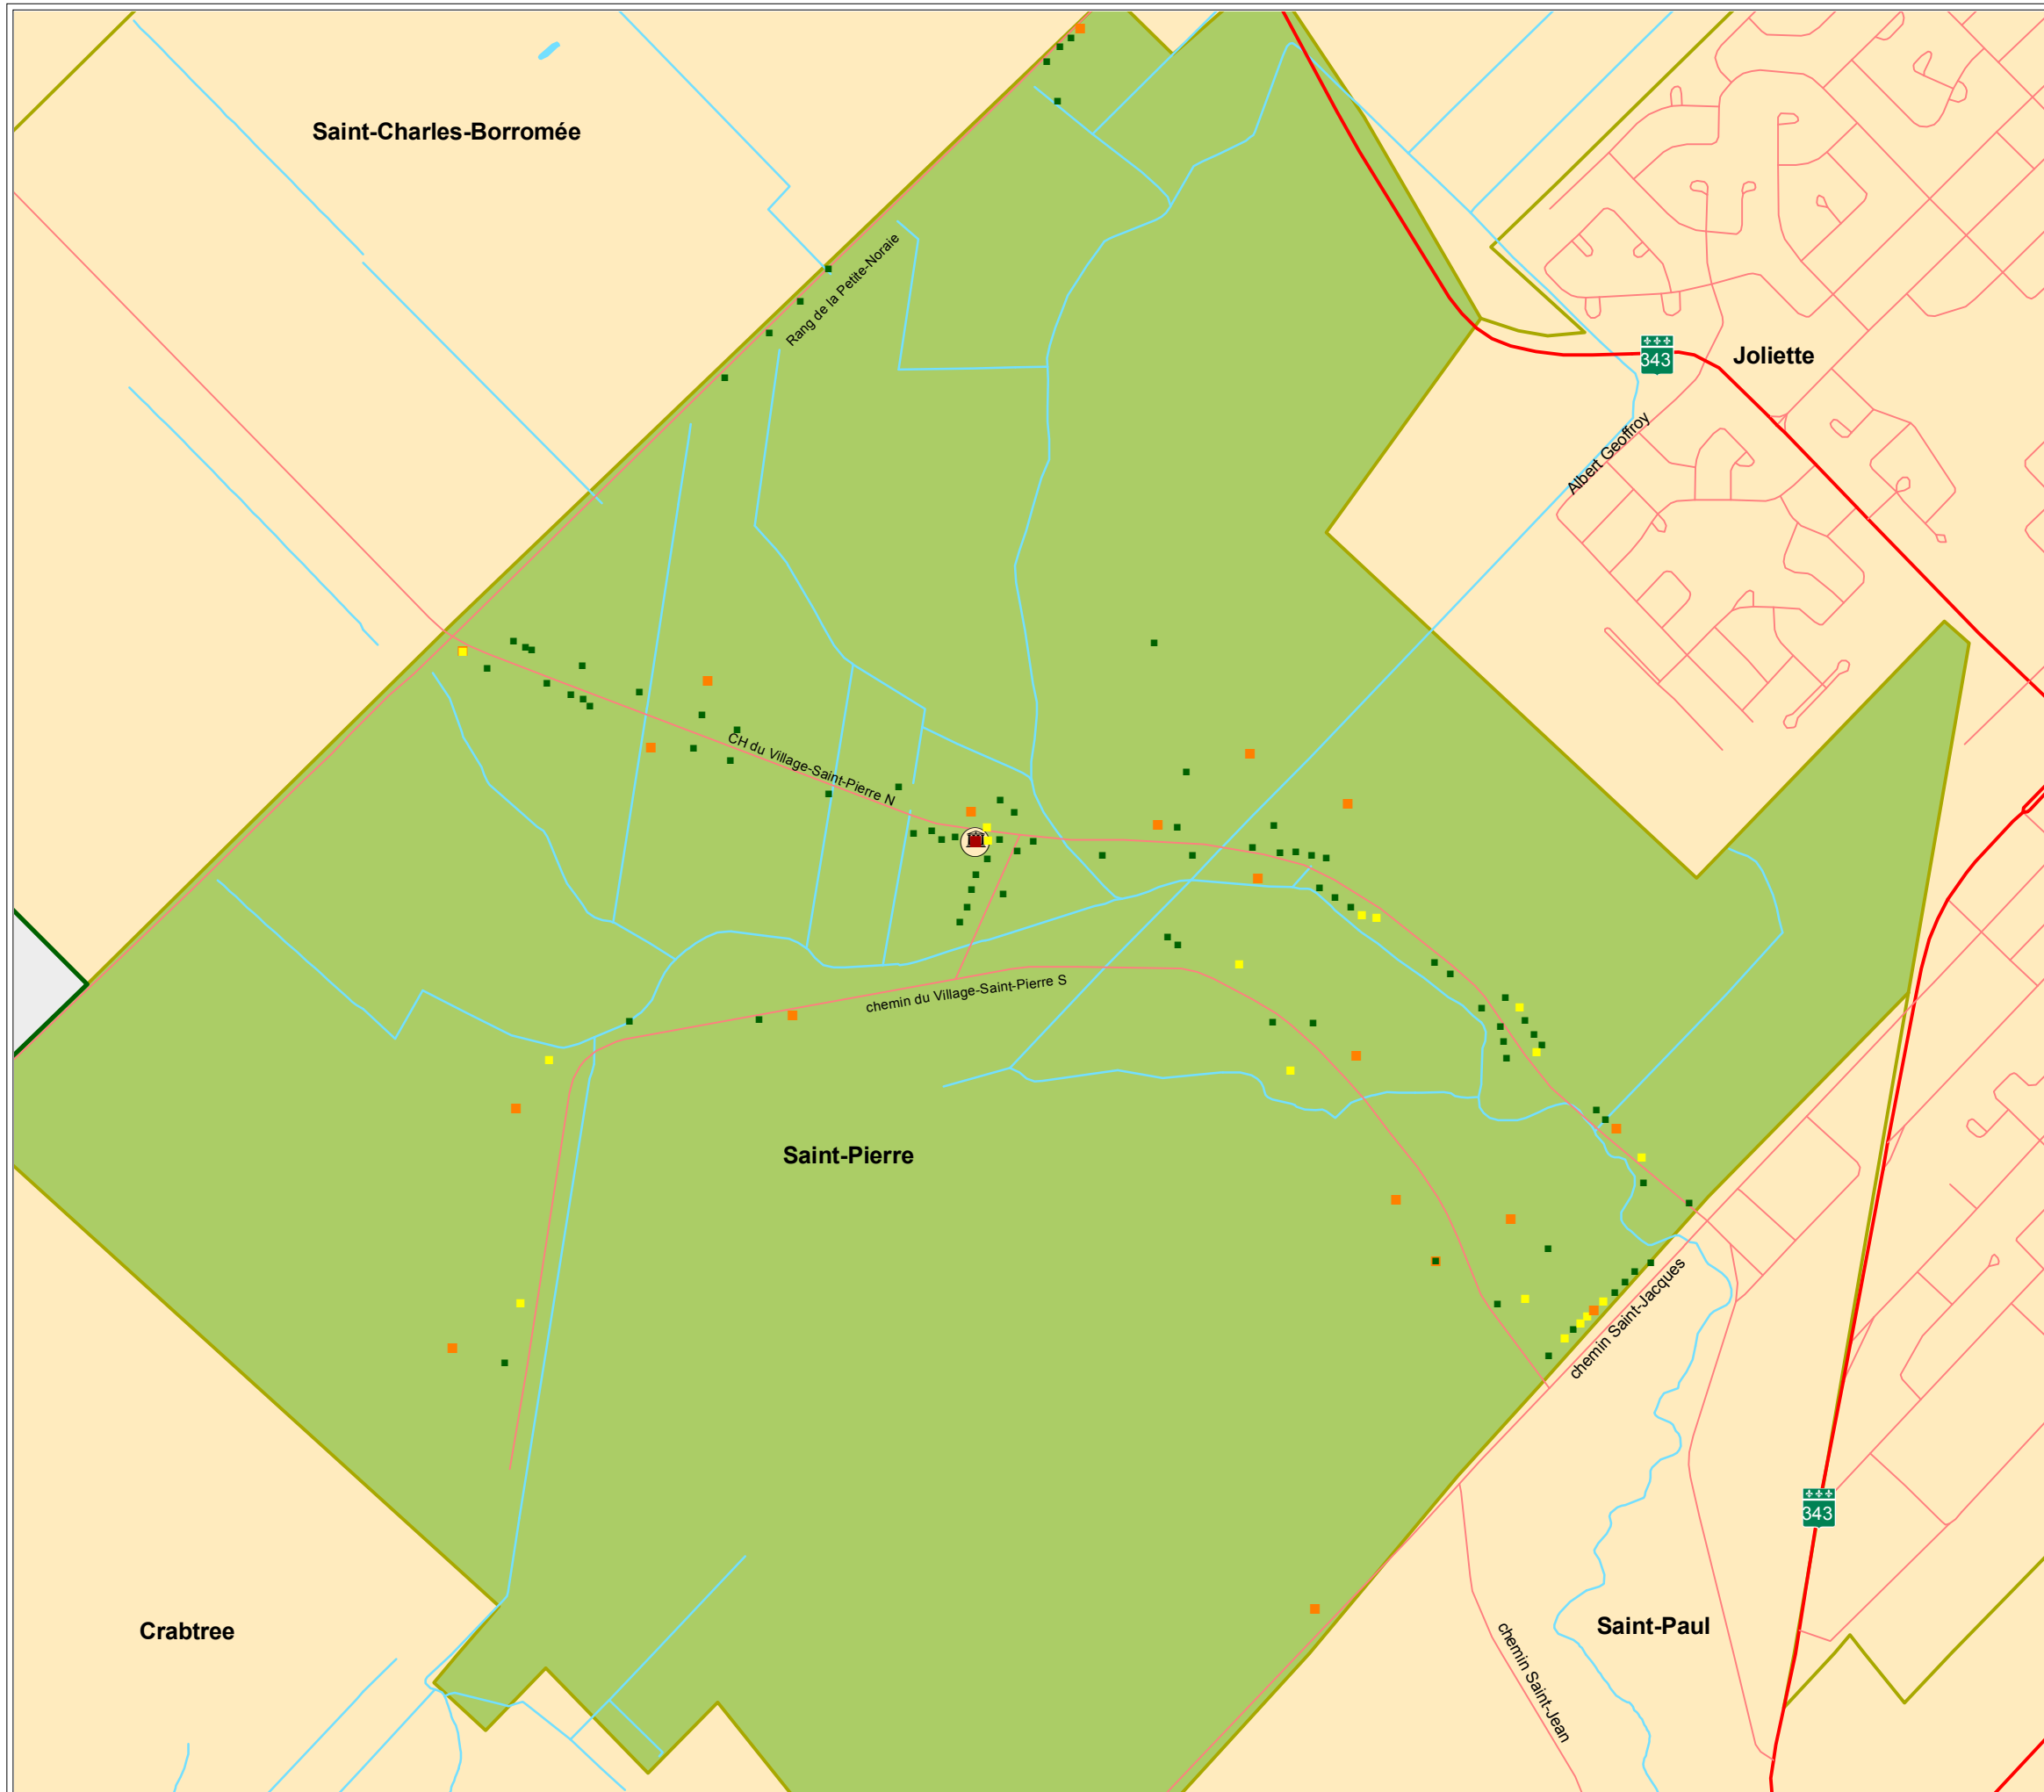 Saint-Charles-Borromée
Rang de la Petite-Noraie
343
Joliette
Albert Geoffroy
CH du Village-Saint-Pierre N
chemin du Village-Saint-Pierre S
Saint-Pierre
chemin Saint-Jacques
343
Crabtree
Saint-Paul
chemin Saint-Jean